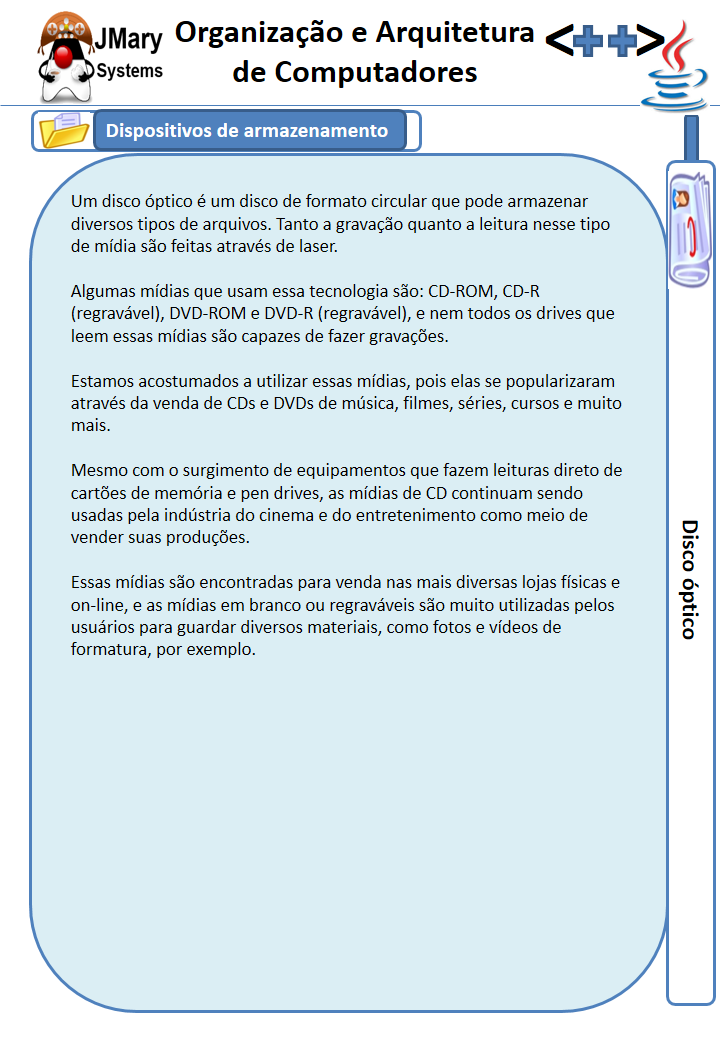 JMary
Systems
Organização e Arquitetura
de Computadores
<++>
Dispositivos de armazenamento
Um disco óptico é um disco de formato circular que pode armazenar
diversos tipos de arquivos. Tanto a gravação quanto a leitura nesse tipo
de mídia são feitas através de laser.
Algumas mídias que usam essa tecnologia são: CD-ROM, CD-R
(regravável), DVD-ROM e DVD-R (regravável), e nem todos os drives que
leem essas mídias são capazes de fazer gravações.
Estamos acostumados a utilizar essas mídias, pois elas se popularizaram
através da venda de CDs e DVDs de música, filmes, séries, cursos e muito
mais.
Mesmo com o surgimento de equipamentos que fazem leituras direto de
cartões de memória e pen drives, as mídias de CD continuam sendo
usadas pela indústria do cinema e do entretenimento como meio de
vender suas produções.
Essas mídias são encontradas para venda nas mais diversas lojas físicas e
on-line, e as mídias em branco ou regraváveis são muito utilizadas pelos
usuários para guardar diversos materiais, como fotos e vídeos de
formatura, por exemplo.
Disco óptico